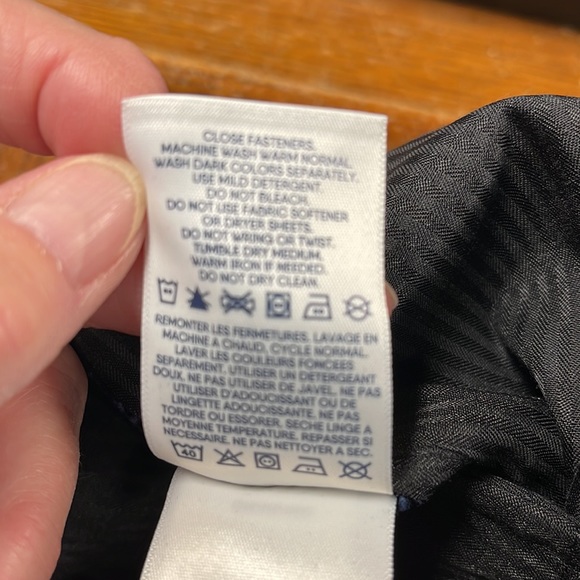 CLOSE FASTENERS.
MACHINE WASH WARM NORMAL.
WASH DARK COLORS SEPARATELY.
USE MILD DETERGENT.
DO NOT BLEACH.
DO NOT USE FABRIC SOFTENER
OR DRYER SHEETS.
DO NOT WRING OR TWIST.
TUMBLE DRY MEDIUM.
WARM IRON IF NEEDED.
DO NOT DRY CLEAN.
REMONTER LES FERMETURES. LAVAGE EN
MACHINE A CHAUD, CYCLE NORMAL.
LAVER LES COULEURS FONCEES
SEPAREMENT. UTILISER UN DETERGEANT
DOUX. NE PAS UTILISER DE JAVEL. NE PAS
UTILISER D'ADOUCISSANT OU DE
LINGETTE ADOUCISSANTE. NE PAS
TORDRE OU ESSORER. SECHE LINGE A
MOYENNE TEMPERATURE. REPASSER SI
NECESSAIRE. NE PAS NETTOYER A SEC.
40